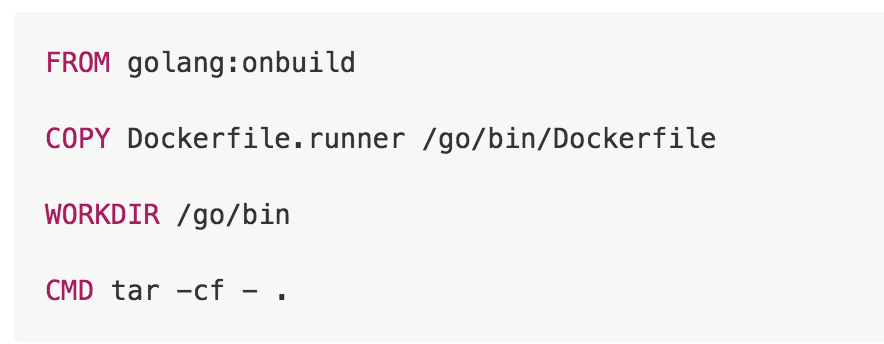 FROM golang:onbuild
COPY Dockerfile.runner /go/bin/Dockerfile
WORKDIR /go/bin
CMD tar -cf - .